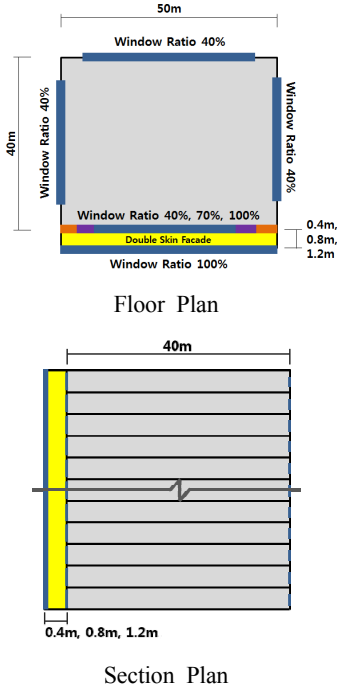 50m
Window Ratio 40%
40m
Window Ratio 40%
Window Ratio 40%
Window Ratio 40%, 70%, 100%
Double Skin Facade
Window Ratio 100%
0.4m,
0.8m,
1.2m
Floor Plan
40m
0.4m, 0.8m, 1.2m
Section Plan